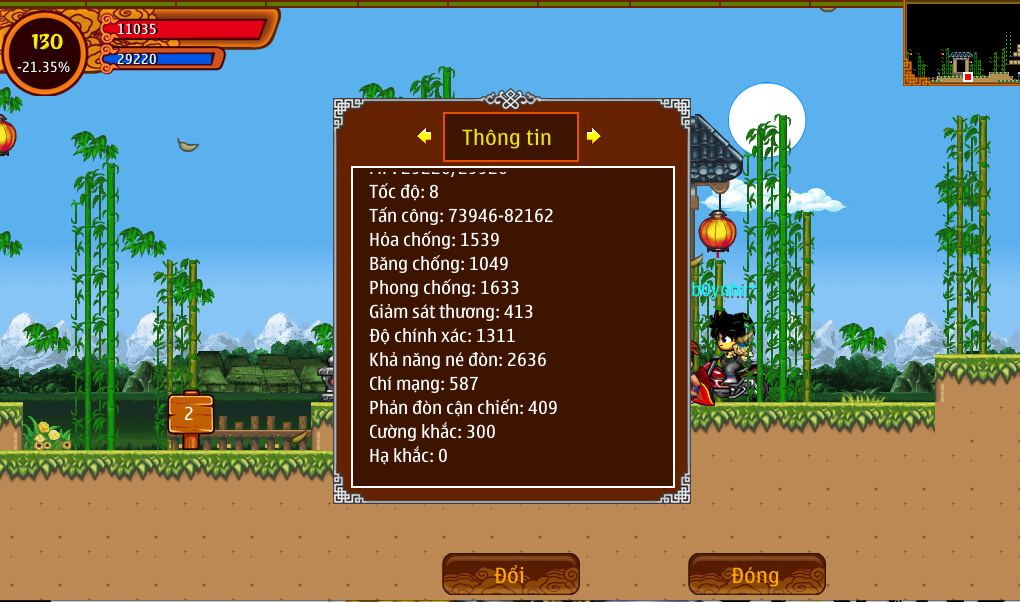 130
-21.35%
11035
29220
Thông tin
Tốc độ: 8
Tấn công: 73946-82162
Hỏa chống: 1539
Băng chống: 1049
Phong chống: 1633
Giảm sát thương: 413
Độ chính xác: 1311
Khả năng né đòn: 2636
Chí mạng: 587
Phản đòn cận chiến: 409
Cường khắc: 300
Hạ khắc: 0
2
Đổi
Đóng